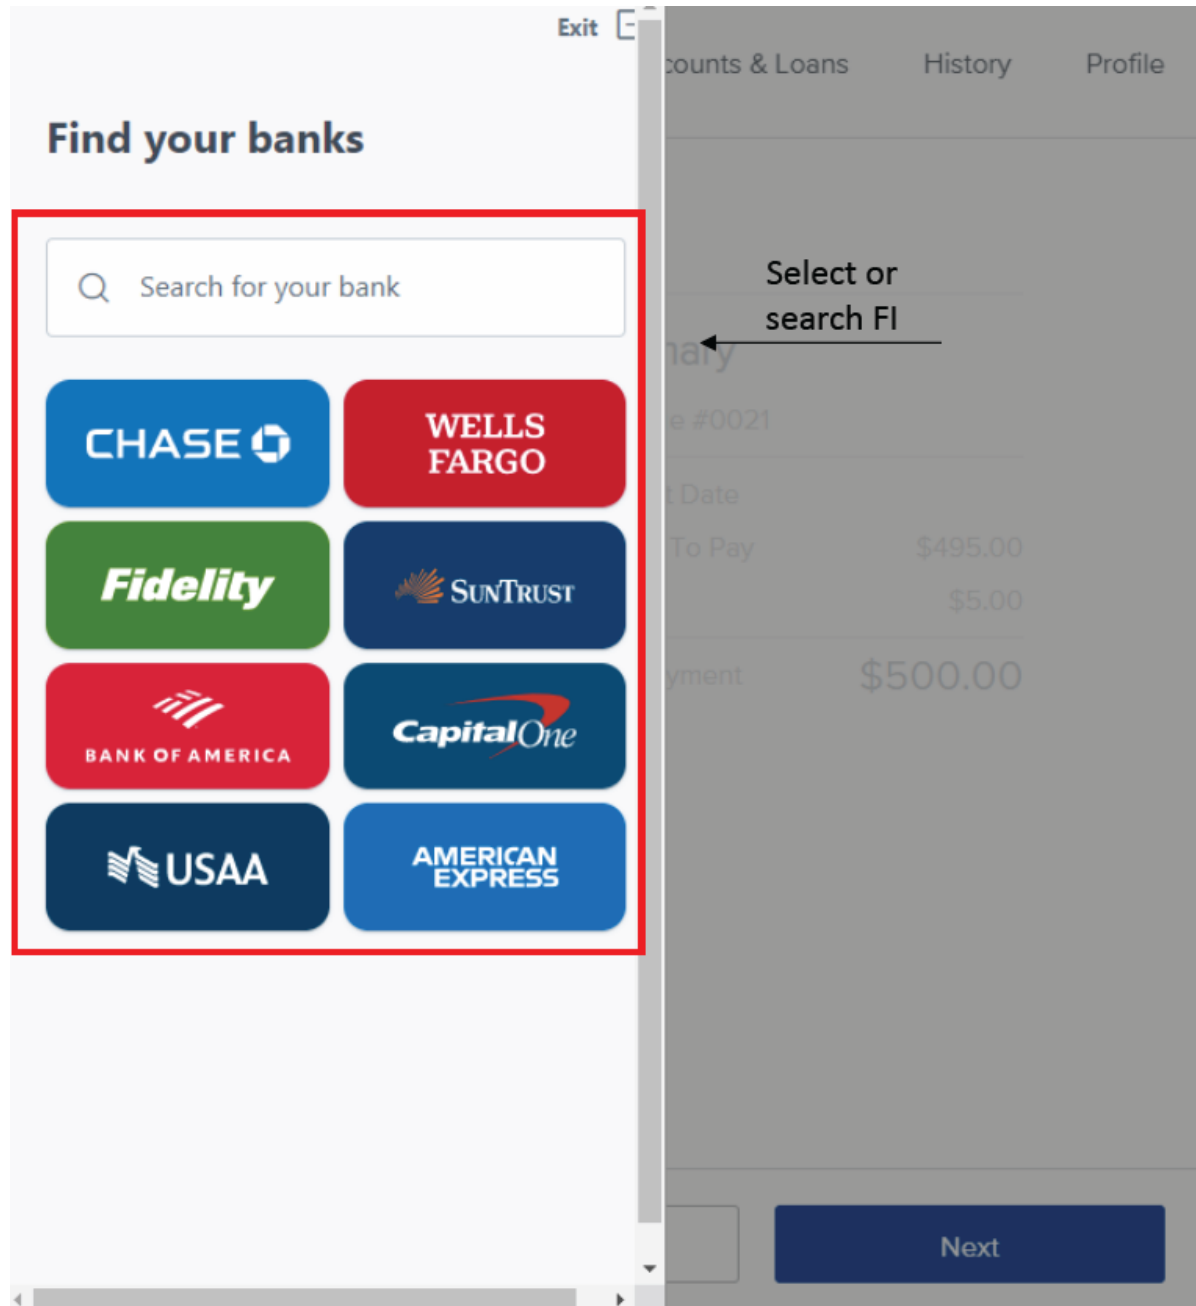 Exit
counts & Loans
History
Profile
Find your banks
Search for your bank
Select or
search FI
CHASE
WELLS
FARGO
Fidelity
SUNTRUST
BANK OF AMERICA
CapitalOne
USAA
AMERICAN
EXPRESS
nary
e #0021
t Date
To Pay
$495.00
$5.00
yment
$500.00
Next